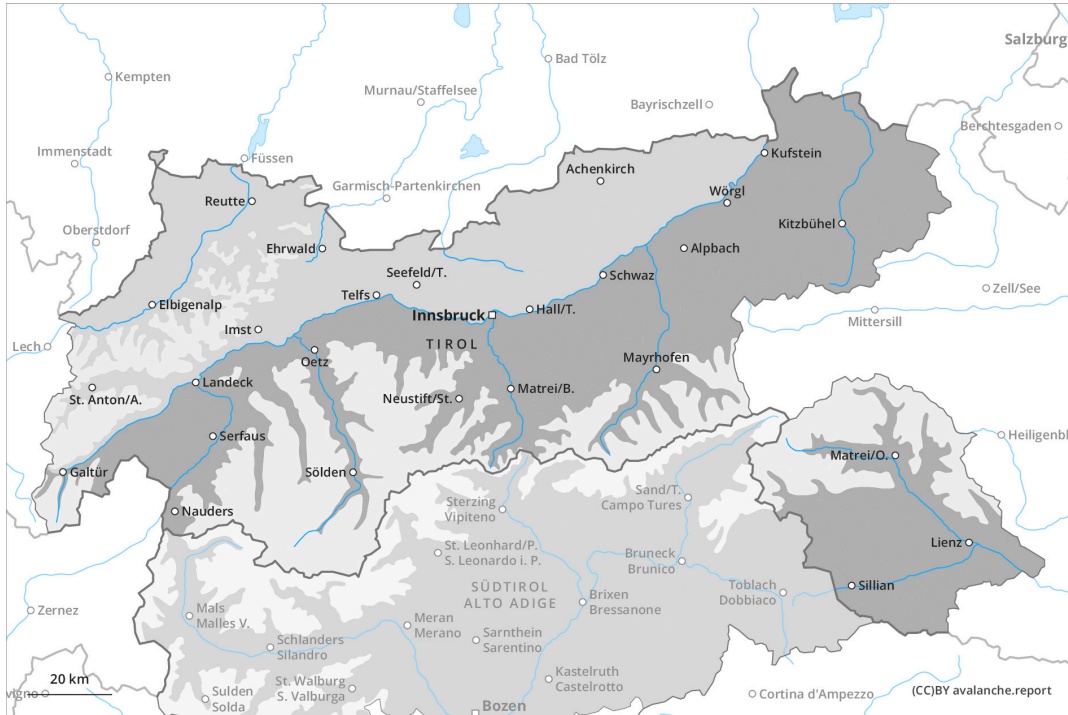 Salzburg
Bad Tölz
Kempten
Murnau/Staffelsee
Bayrischzell
Berchtesgaden
Immenstadt
Füssen
Kufstein
Achenkirch
Garmisch-Partenkirchen
Reutte
Wörgl
Kitzbühel
Oberstdorf
Ehrwald
Alpbach
Seefeld/T.
Schwaz
Zell/See
Telfs
Elbigenalp
Innsbruck
Hall/T.
Mittersill
Imst
Lech
TIROL
Oetz
Mayrhofen
Landeck
St. Anton/A.
Neustift/St.
Matrei/B.
Serfaus
Heiligenbl
Matrei/O.
Galtür
Sölden
Sand/T.
Campo Tures
Sterzing
Vipiteno
Nauders
Lienz
St. Leonhard/P.
S. Leonardo i. P.
Bruneck
Brunico
SÜDTIROL
ALTO ADIGE
Toblach
Dobbiaco
Sillian
Brixen
Bressanone
Zernez
Mals
Malles V.
Meran
Merano
Sarnthein
Sarentino
Schlanders
Silandro
Kastelruth
Castelrotto
20 km
St. Walburg
S. Valburga
vigno
Sulden
Solda
Cortina d'Ampezzo
(CC)BY avalanche.report
Bozen